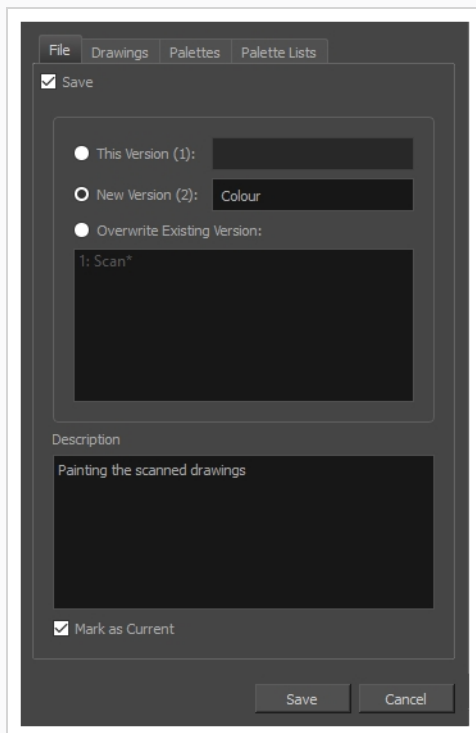 File Drawings Palettes Palette Lists
Save
This Version (1):
New Version (2): Colour
Overwrite Existing Version:
1: Scan*
Description
Painting the scanned drawings
Mark as Current
Save Cancel